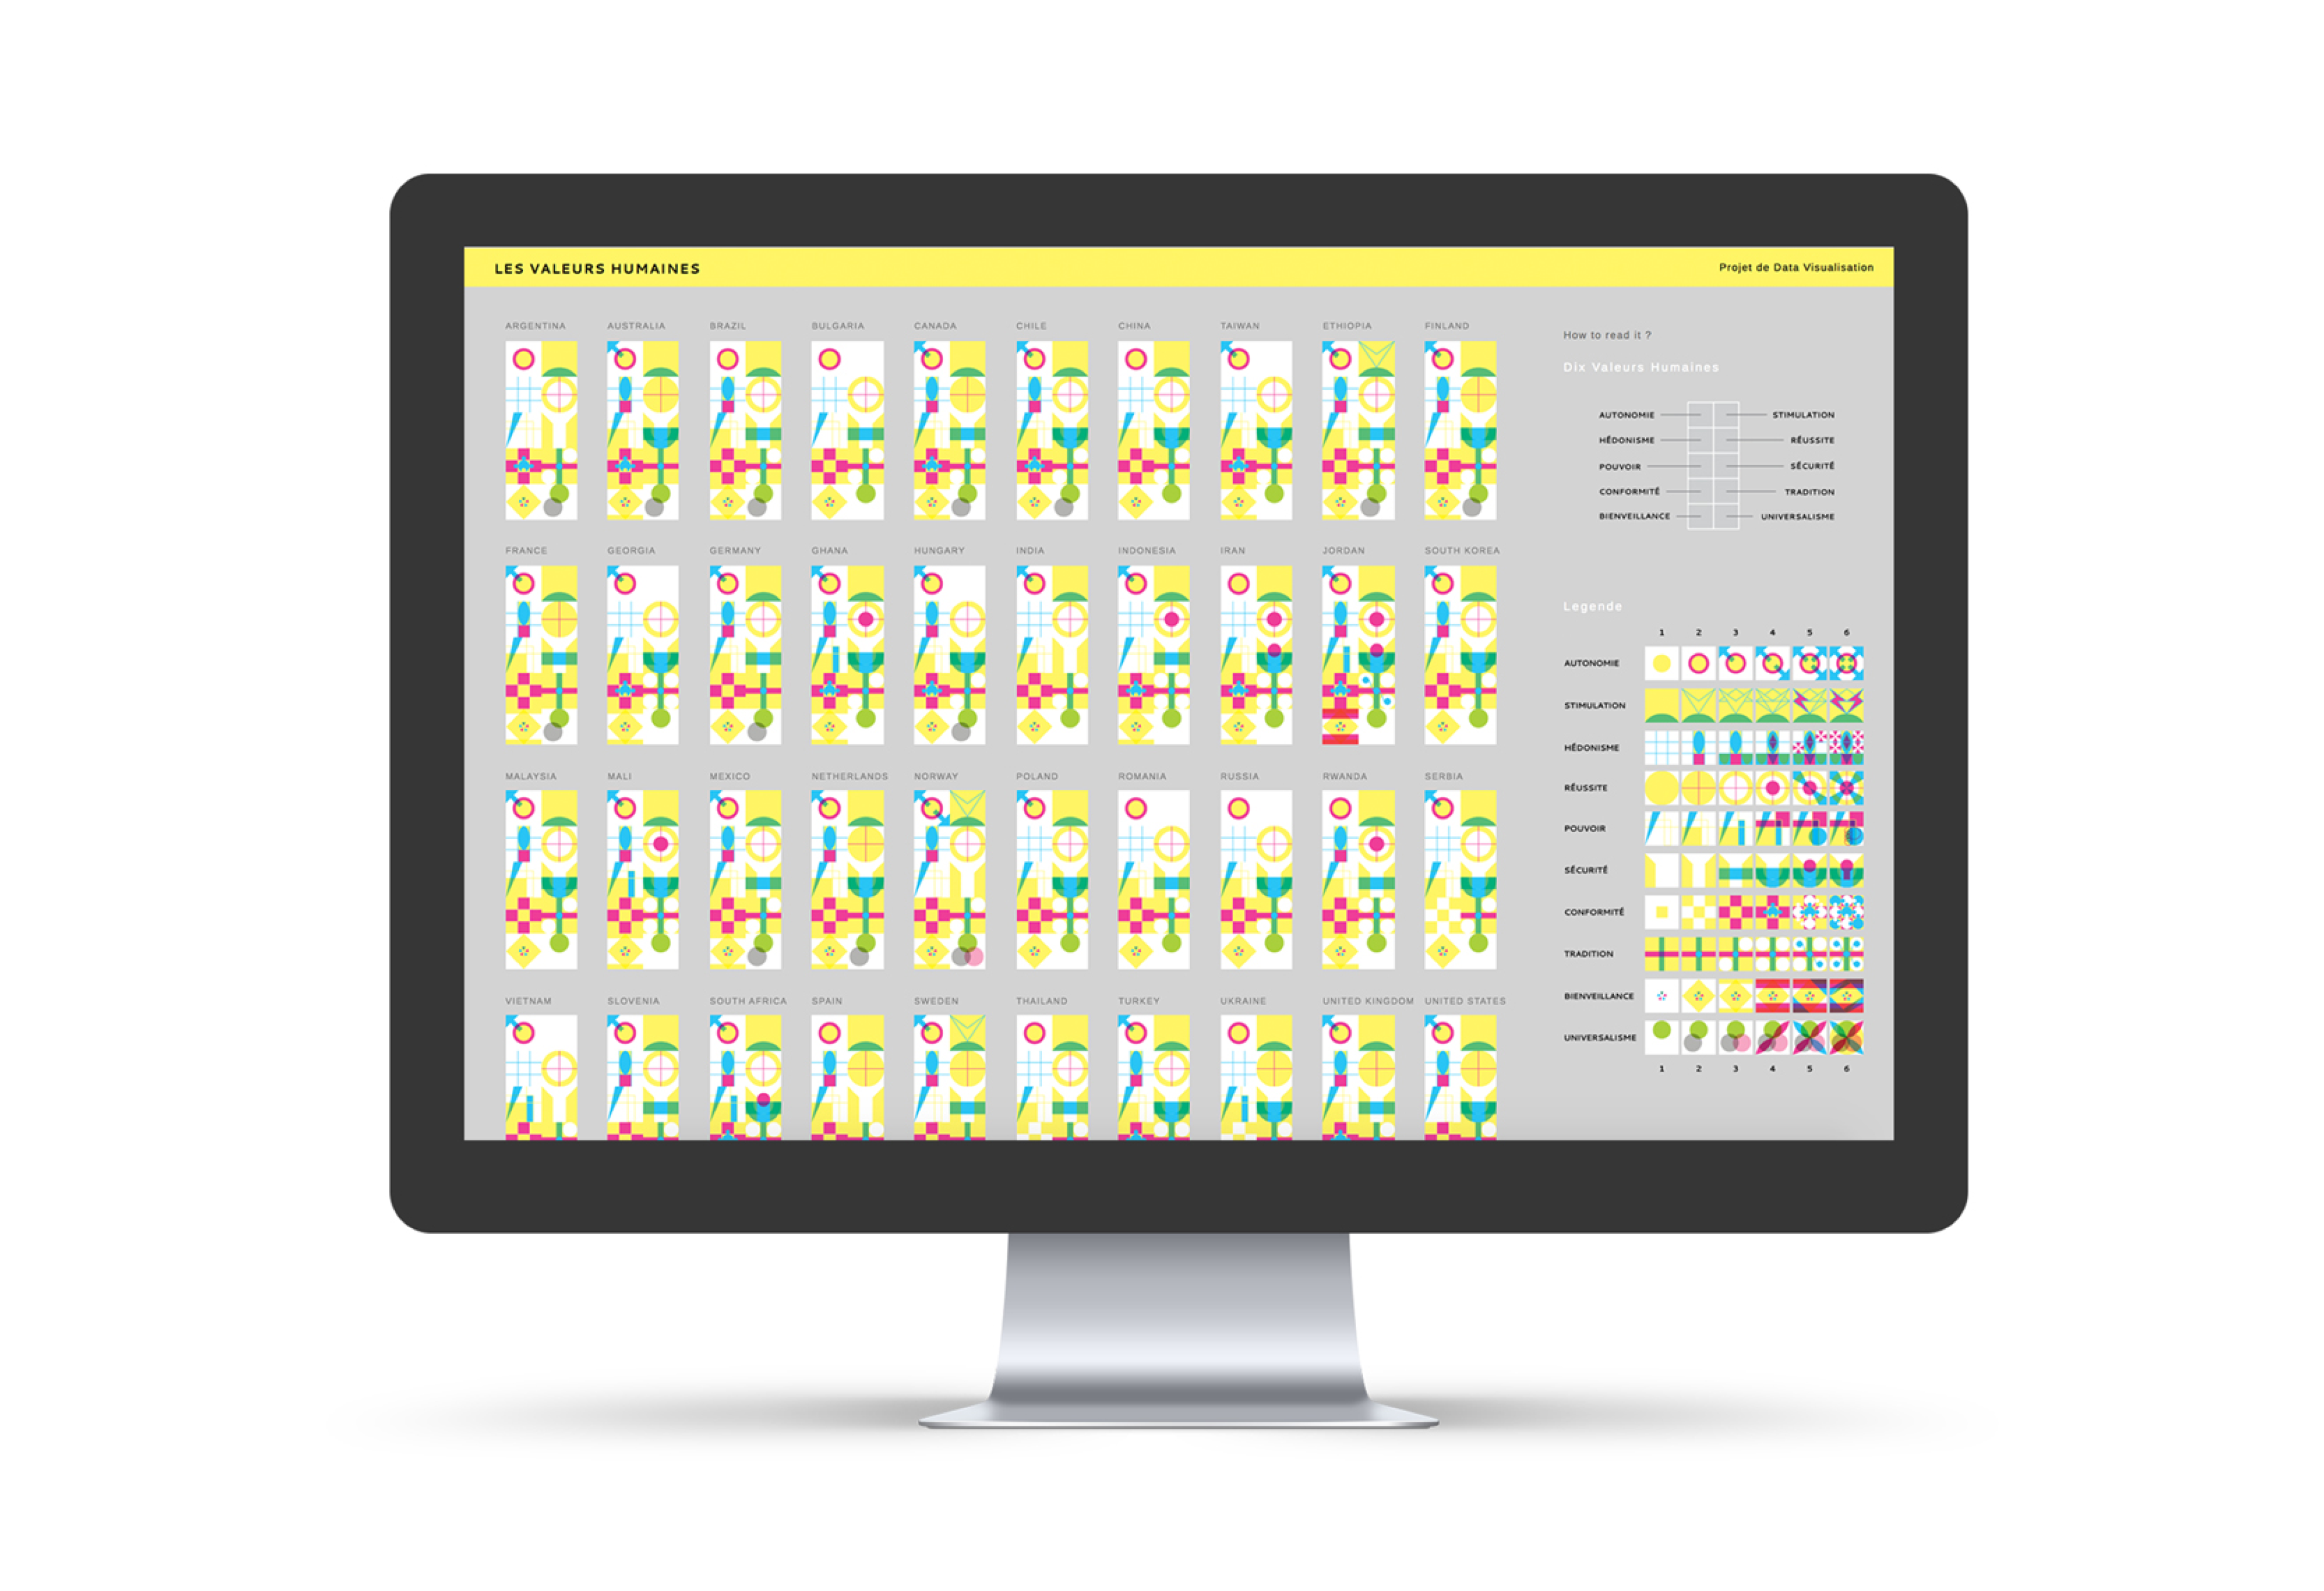 LES VALEURS HUMAINES
Projet de Data Visualisation
ARGENTINA AUSTRALIA BRAZIL BULGARIA CANADA CHILE CHINA TAIWAN ETHIOPIA FINLAND
FRANCE GEORGIA GERMANY GHANA HUNGARY INDIA INDONESIA IRAN JORDAN SOUTH KOREA
MALAYSIA MALI MEXICO NETHERLANDS NORWAY POLAND ROMANIA RUSSIA RWANDA SERBIA
VIETNAM SLOVENIA SOUTH AFRICA SPAIN SWEDEN THAILAND TURKEY UKRAINE UNITED KINGDOM UNITED STATES
How to read it ?
Dix Valeurs Humaines
AUTONOMIE STIMULATION
HÉDONISME RÉUSSITE
POUVOIR SÉCURITÉ
CONFORMITÉ TRADITION
BIENVEILLANCE UNIVERSALISME
Legende
1 2 3 4 5 6
AUTONOMIE
STIMULATION
HÉDONISME
RÉUSSITE
POUVOIR
SÉCURITÉ
CONFORMITÉ
TRADITION
BIENVEILLANCE
UNIVERSALISME
1 2 3 4 5 6